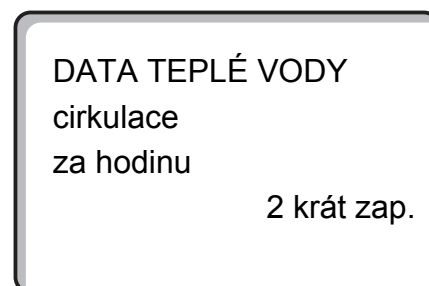 DATA TEPLÉ VODY
cirkulace
za hodinu
2 krát zap.